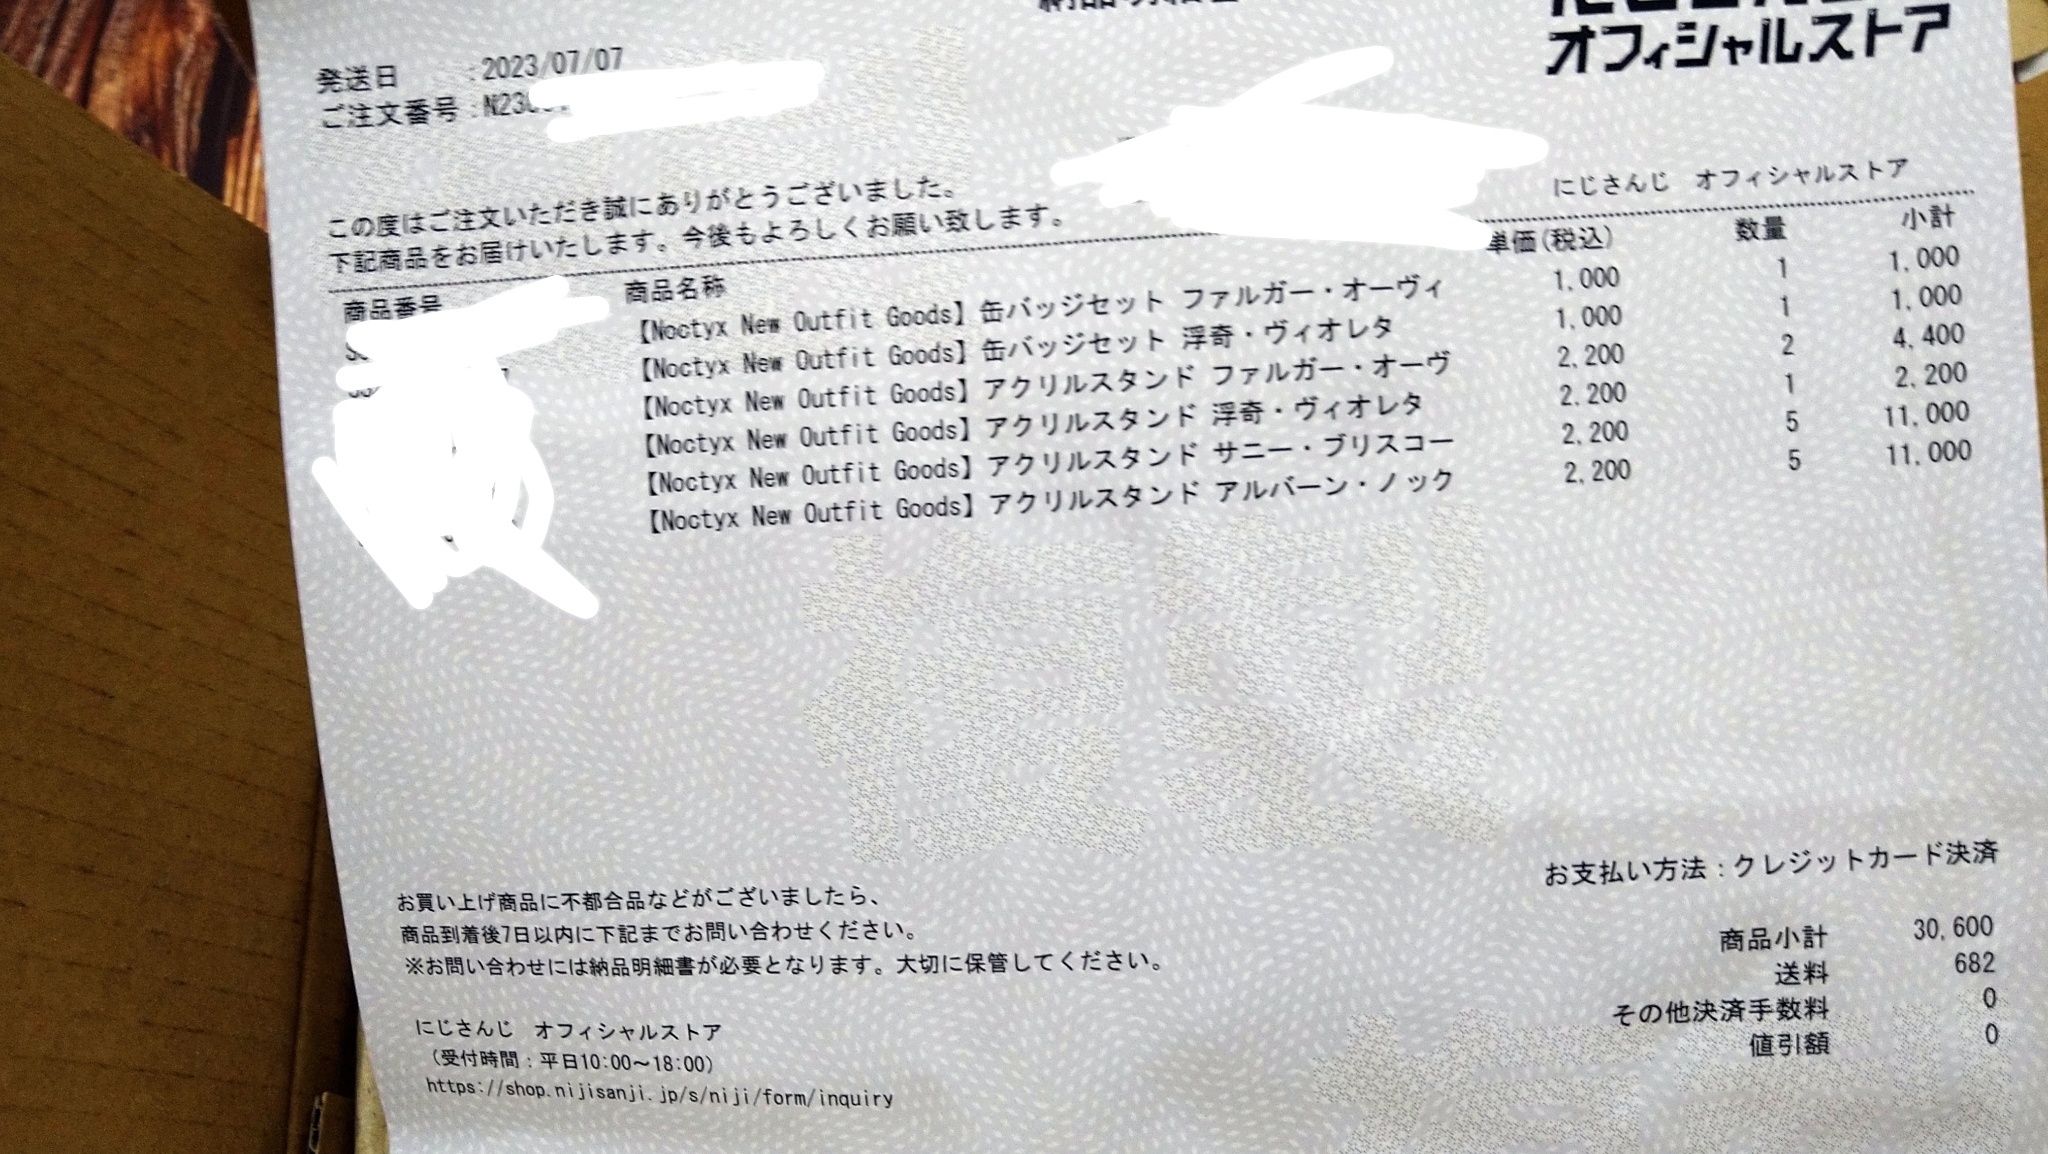 オフィシャルストア
発送日 :2023/07/07
ご注文番号:N23
にじさんじ オフィシャルストア
この度はご注文いただき誠にありがとうございました。
下記商品をお届けいたします。今後もよろしくお願い致します。
商品番号 商品名称 単価(税込) 数量 小計
【Noctyx New Outfit Goods】缶バッジセット ファルガー・オーヴィ 1,000 1 1,000
【Noctyx New Outfit Goods】缶バッジセット 浮奇・ヴィオレタ 1,000 1 1,000
【Noctyx New Outfit Goods】アクリルスタンド ファルガー・オーヴ 2,200 2 4,400
【Noctyx New Outfit Goods】アクリルスタンド 浮奇・ヴィオレタ 2,200 1 2,200
【Noctyx New Outfit Goods】アクリルスタンド サニー・ブリスコー 2,200 5 11,000
【Noctyx New Outfit Goods】アクリルスタンド アルバーン・ノック 2,200 5 11,000
複製
お支払い方法:クレジットカード決済
お買い上げ商品に不都合品などがございましたら、
商品到着後7日以内に下記までお問い合わせください。
※お問い合わせには納品明細書が必要となります。大切に保管してください。
商品小計 30,600
送料 682
その他決済手数料 0
値引額 0
にじさんじ オフィシャルストア
(受付時間:平日10:00～18:00)
https://shop.nijisanji.jp/s/niji/form/inquiry